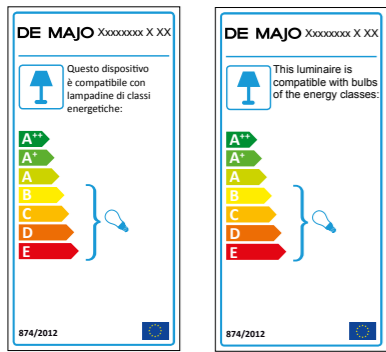 DE MAJO Xxxxxxxx X XX
Questo dispositivo
è compatibile con
lampadine di classi
energetiche:
A++
A+
A
B
C
D
E
874/2012
DE MAJO Xxxxxxxx X XX
This luminaire is
compatible with bulbs
of the energy classes:
A++
A+
A
B
C
D
E
874/2012